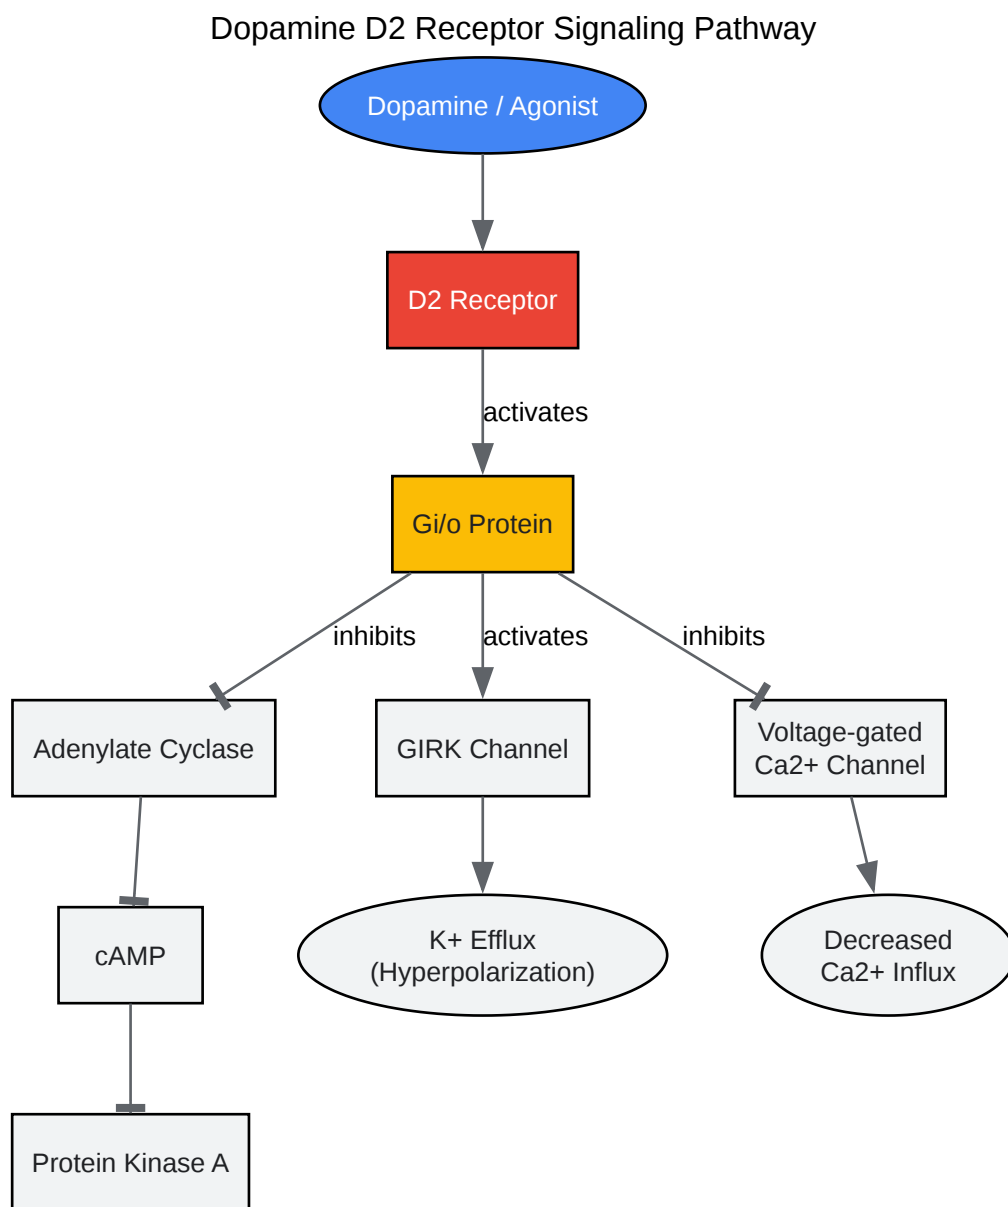 Dopamine D2 Receptor Signaling Pathway
Dopamine / Agonist
D2 Receptor
activates
Gi/o Protein
inhibits
activates
inhibits
Adenylate Cyclase
GIRK Channel
Voltage-gated
Ca2+ Channel
cAMP
K+ Efflux
(Hyperpolarization)
Decreased
Ca2+ Influx
Protein Kinase A